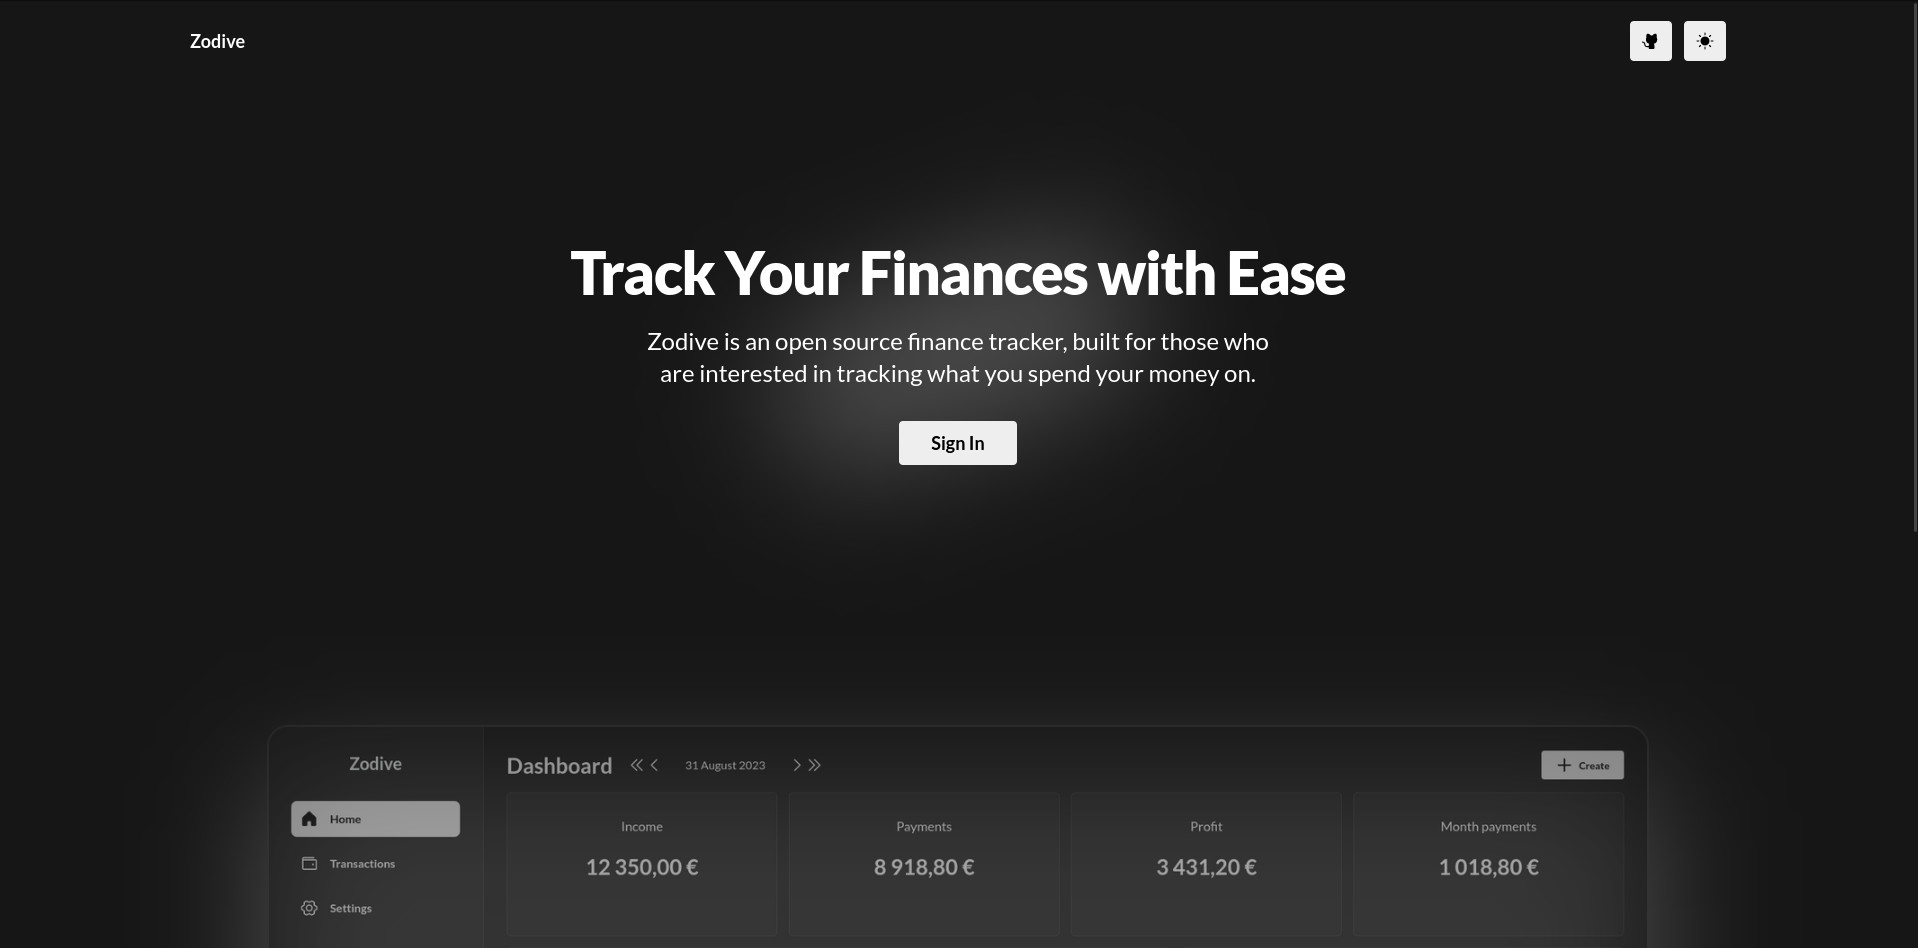 Zodive
Track Your Finances with Ease
Zodive is an open source finance tracker, built for those who
are interested in tracking what you spend your money on.
Sign In
Zodive
Home
Transactions
Settings
Dashboard
31 August 2023
Create
Income
12 350,00 €
Payments
8 918,80 €
Profit
3 431,20 €
Month payments
1 018,80 €